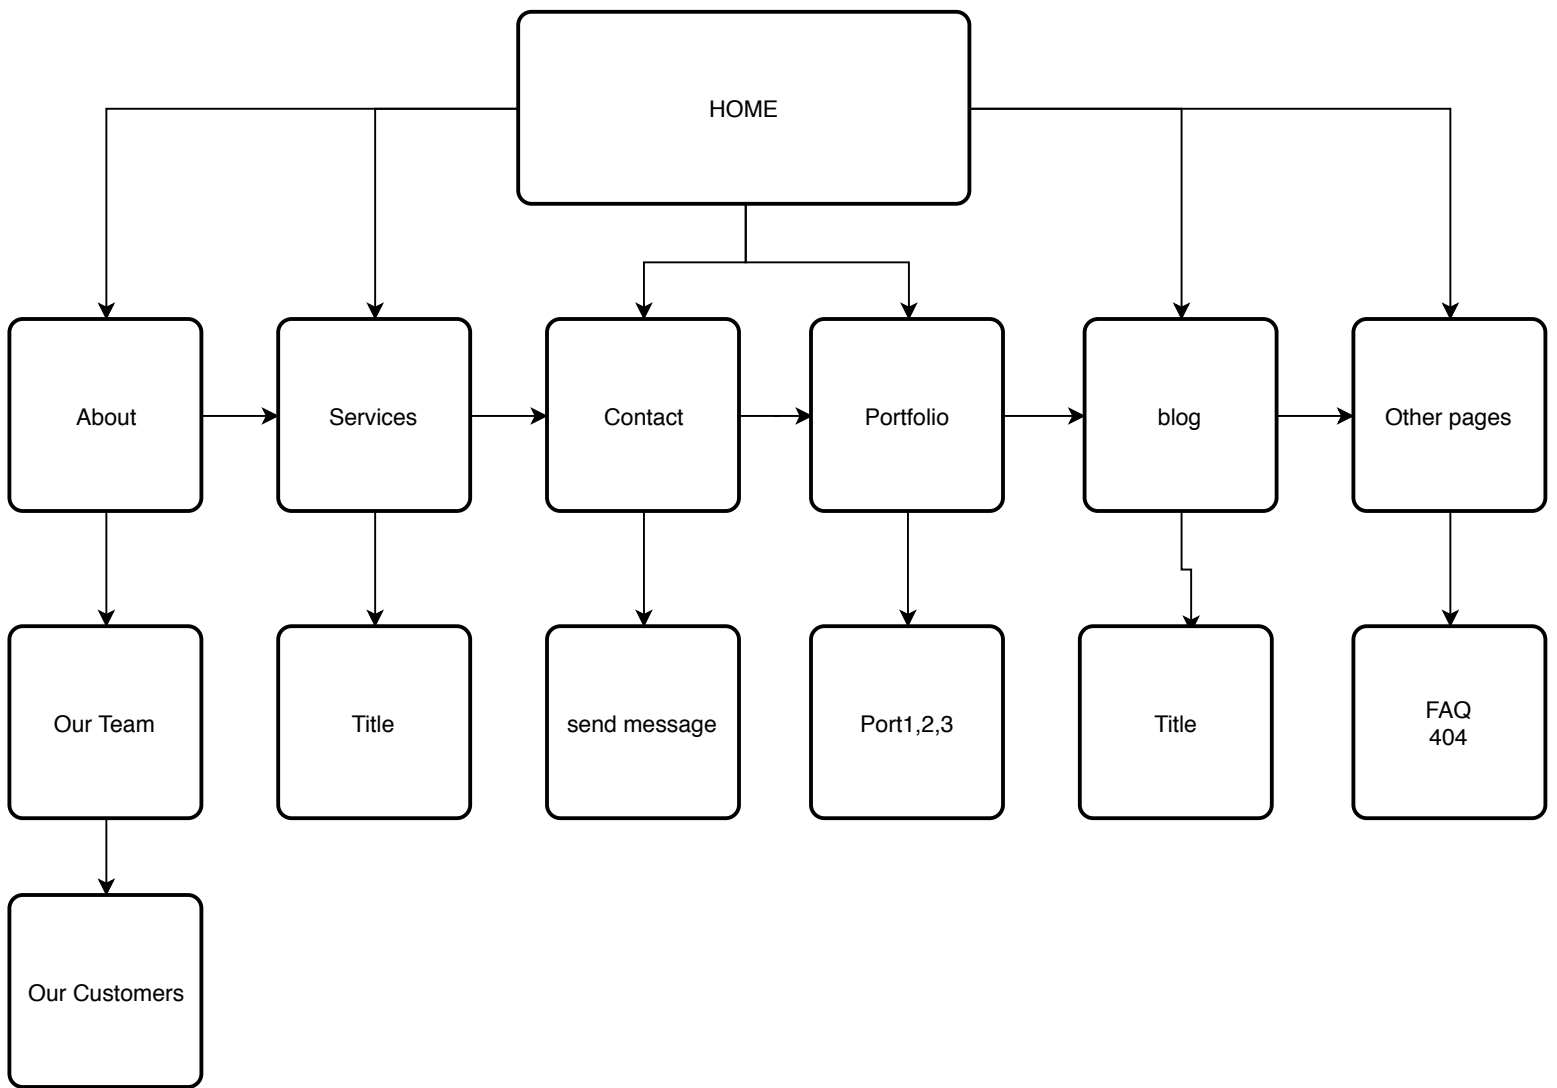 HOME
About
Services
Contact
Portfolio
blog
Other pages
Our Team
Title
send message
Port1,2,3
Title
FAQ
404
Our Customers